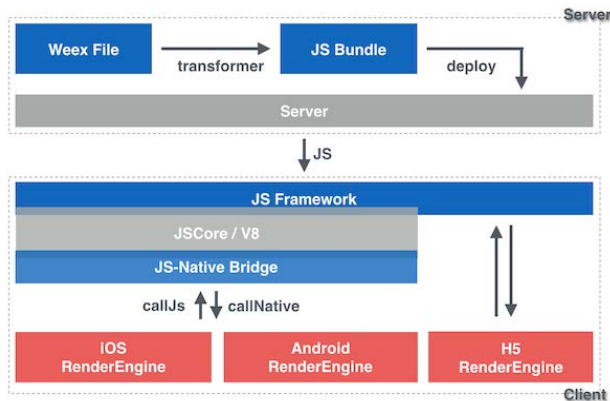 Server
Weex File
transformer
JS Bundle
deploy
Server
JS
JS Framework
JSCore / V8
JS-Native Bridge
callJs
callNative
iOS
RenderEngine
Android
RenderEngine
H5
RenderEngine
Client